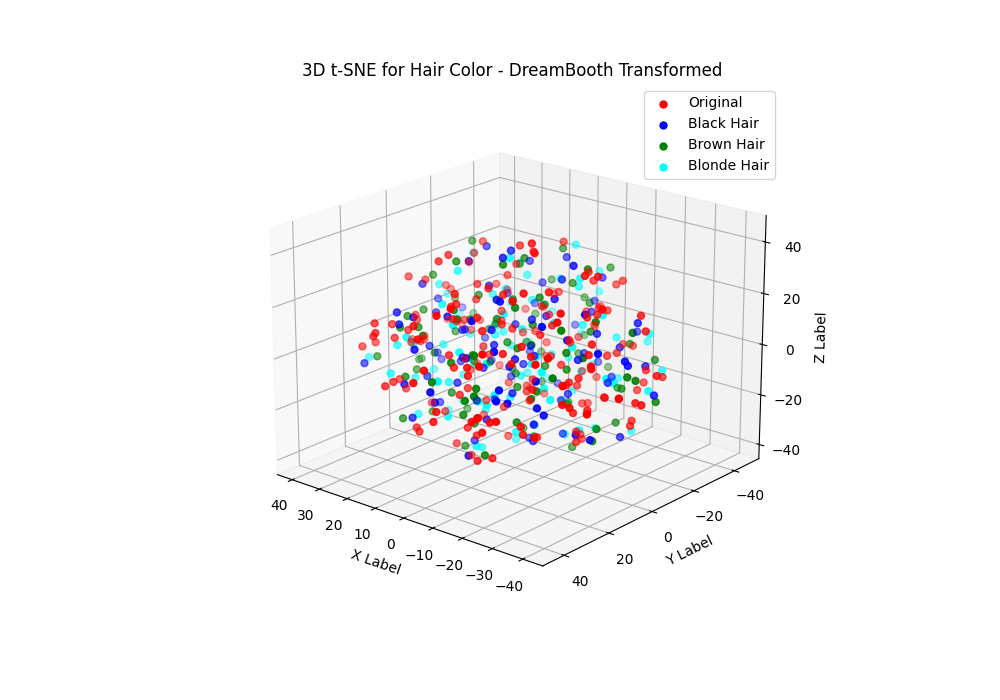 3D t-SNE for Hair Color - DreamBooth Transformed
Original
Black Hair
Brown Hair
Blonde Hair
40
20
0
−20
−40
Z Label
40
30
20
10
0
−10
−20
−30
−40
X Label
−40
−20
0
20
40
Y Label